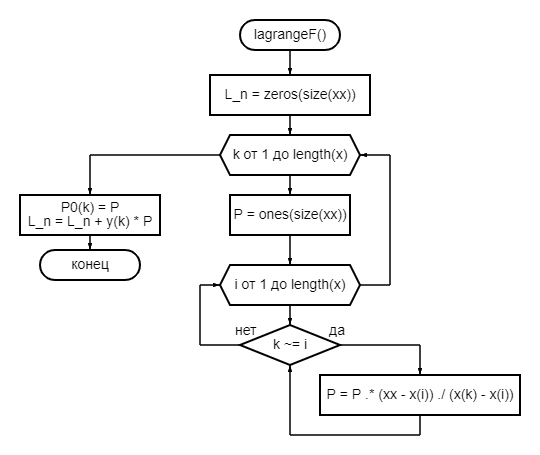 lagrangeF()
L_n = zeros(size(xx))
k от 1 до length(x)
P0(k) = P
L_n = L_n + y(k) * P
P = ones(size(xx))
конец
i от 1 до length(x)
нет
да
k ~= i
P = P .* (xx - x(i)) ./ (x(k) - x(i))